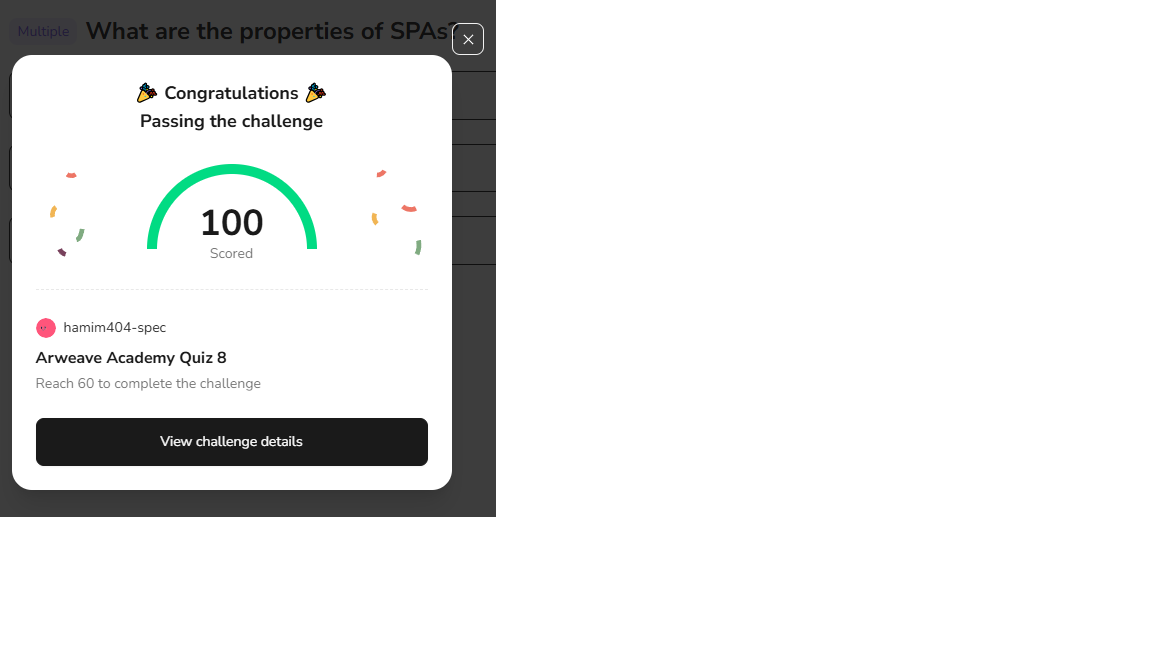 Multiple What are the properties of SPAs?
Congratulations
Passing the challenge
100
Scored
hamim404-spec
Arweave Academy Quiz 8
Reach 60 to complete the challenge
View challenge details